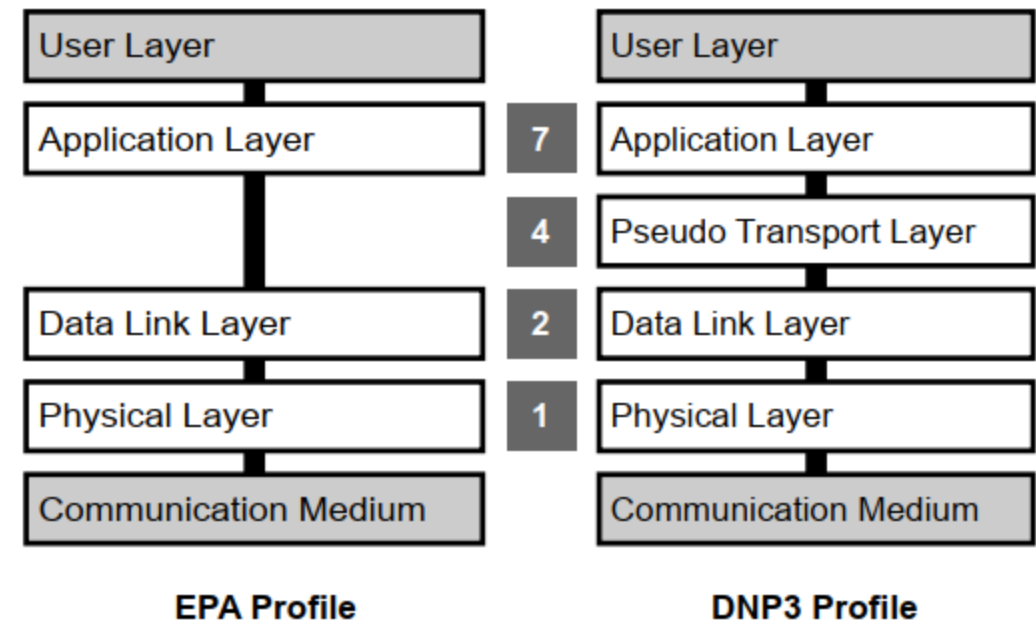 User Layer
User Layer
Application Layer
7
Application Layer
4
Pseudo Transport Layer
Data Link Layer
2
Data Link Layer
Physical Layer
1
Physical Layer
Communication Medium
Communication Medium
EPA Profile
DNP3 Profile